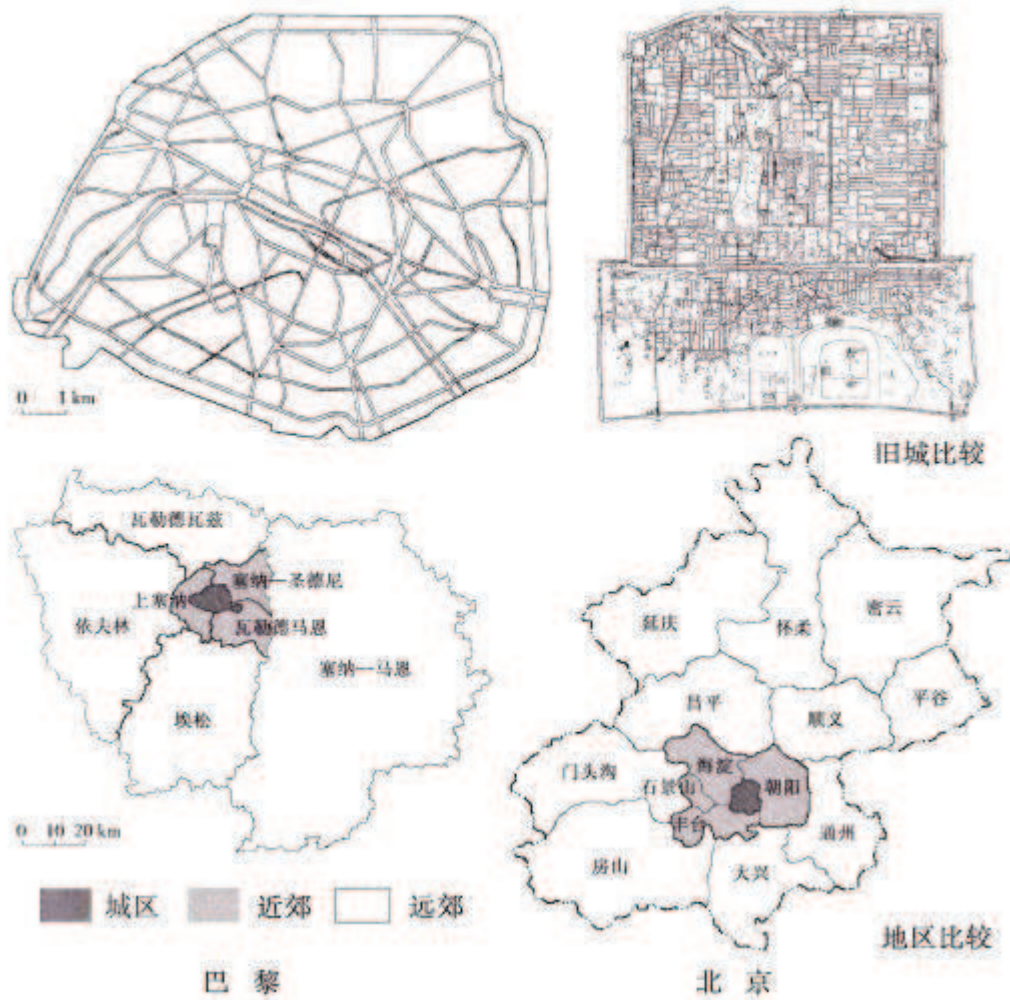 0 1 km
旧城比较
瓦勒德瓦兹
塞纳—圣德尼
上塞纳
依夫林
瓦勒德马恩
塞纳—马恩
埃松
延庆
怀柔
密云
昌平
顺义
平谷
门头沟
海淀
石景山
朝阳
丰台
通州
房山
大兴
0 10 20 km
城区 近郊 远郊
地区比较
巴黎 北京